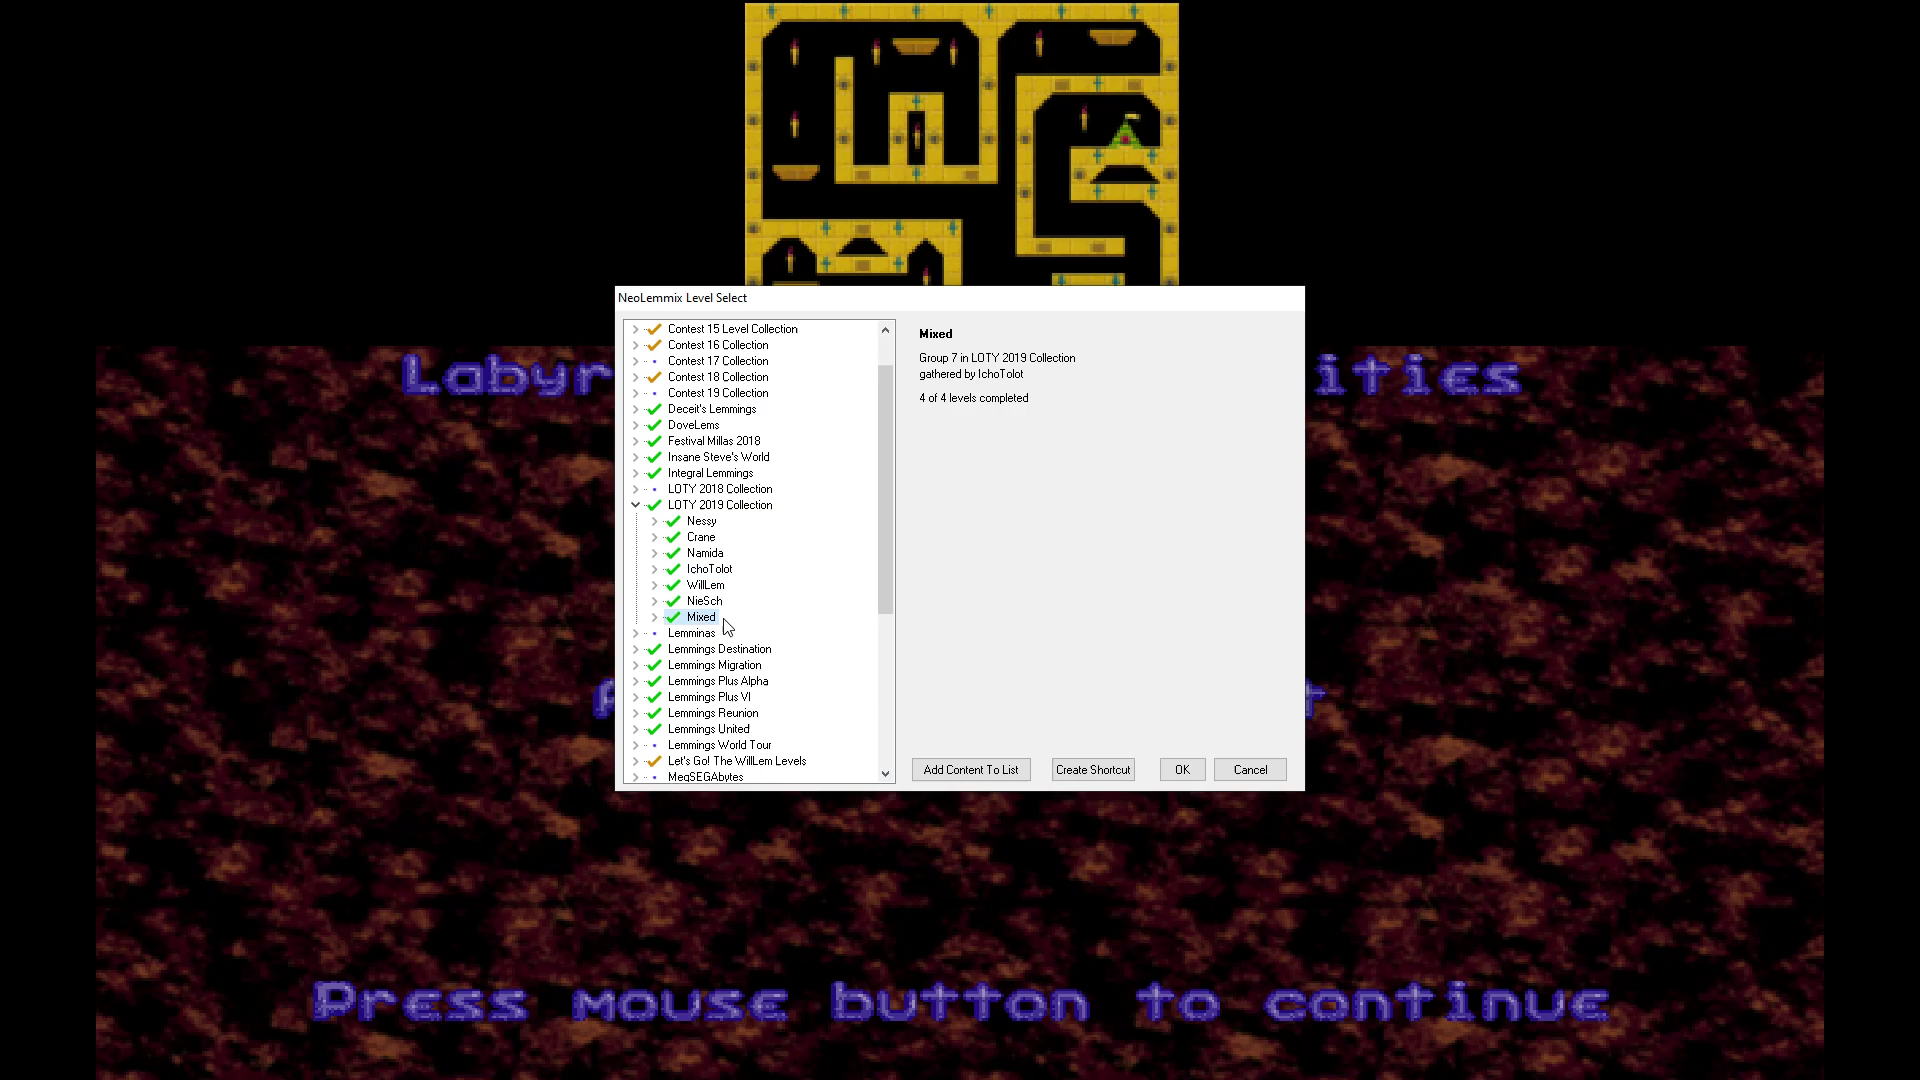 NeoLemmix Level Select
Contest 15 Level Collection
Contest 16 Collection
Contest 17 Collection
Contest 18 Collection
Contest 19 Collection
Deceit's Lemmings
DoveLems
Festival Millas 2018
Insane Steve's World
Integral Lemmings
LOTY 2018 Collection
LOTY 2019 Collection
Nessy
Crane
Namida
IchoTolot
WillLem
NieSch
Mixed
Lemminas
Lemmings Destination
Lemmings Migration
Lemmings Plus Alpha
Lemmings Plus VI
Lemmings Reunion
Lemmings United
Lemmings World Tour
Let's Go! The WillLem Levels
MegSEGAbytes
Mixed
Group 7 in LOTY 2019 Collection
gathered by IchoTolot
4 of 4 levels completed
Add Content To List
Create Shortcut
OK
Cancel
Press mouse button to continue